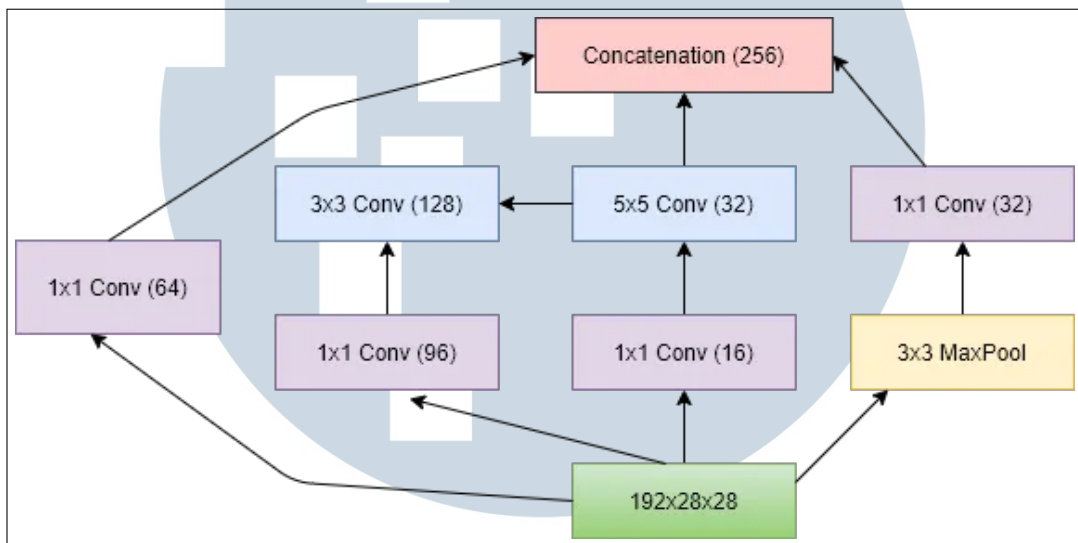 Concatenation (256)
3x3 Conv (128)
5x5 Conv (32)
1x1 Conv (32)
1x1 Conv (64)
1x1 Conv (96)
1x1 Conv (16)
3x3 MaxPool
192x28x28